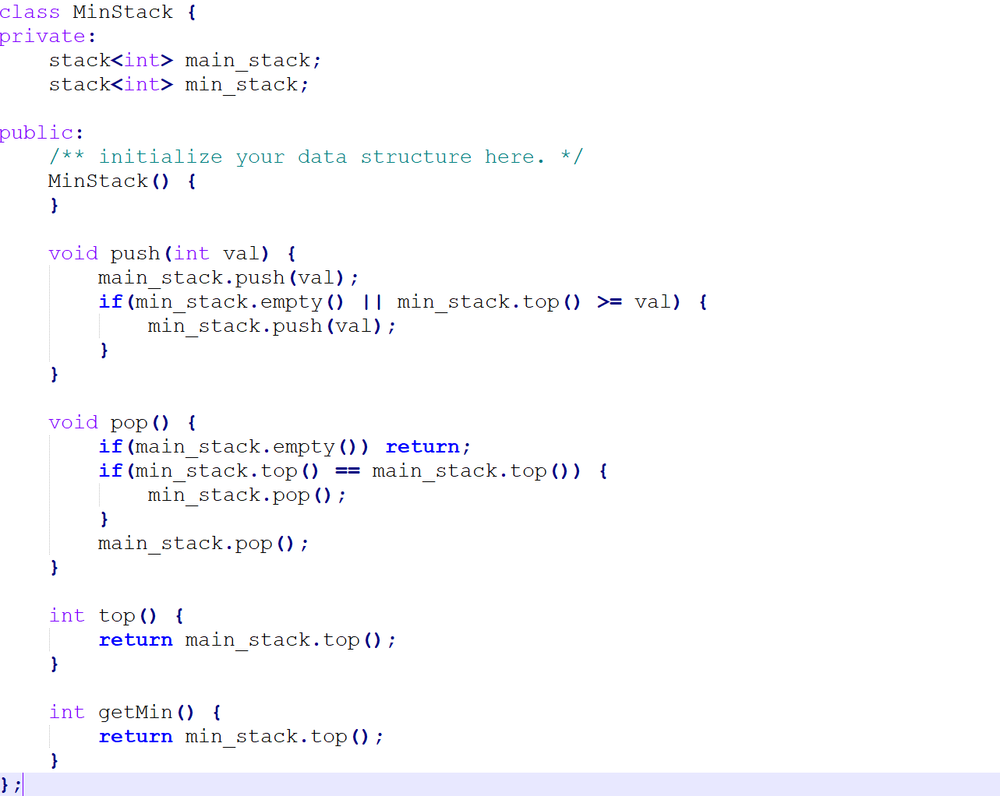 class MinStack {
private:
    stack<int> main_stack;
    stack<int> min_stack;

public:
    /** initialize your data structure here. */
    MinStack() {
    }

    void push(int val) {
        main_stack.push(val);
        if(min_stack.empty() || min_stack.top() >= val) {
            min_stack.push(val);
        }
    }

    void pop() {
        if(main_stack.empty()) return;
        if(min_stack.top() == main_stack.top()) {
            min_stack.pop();
        }
        main_stack.pop();
    }

    int top() {
        return main_stack.top();
    }

    int getMin() {
        return min_stack.top();
    }
};